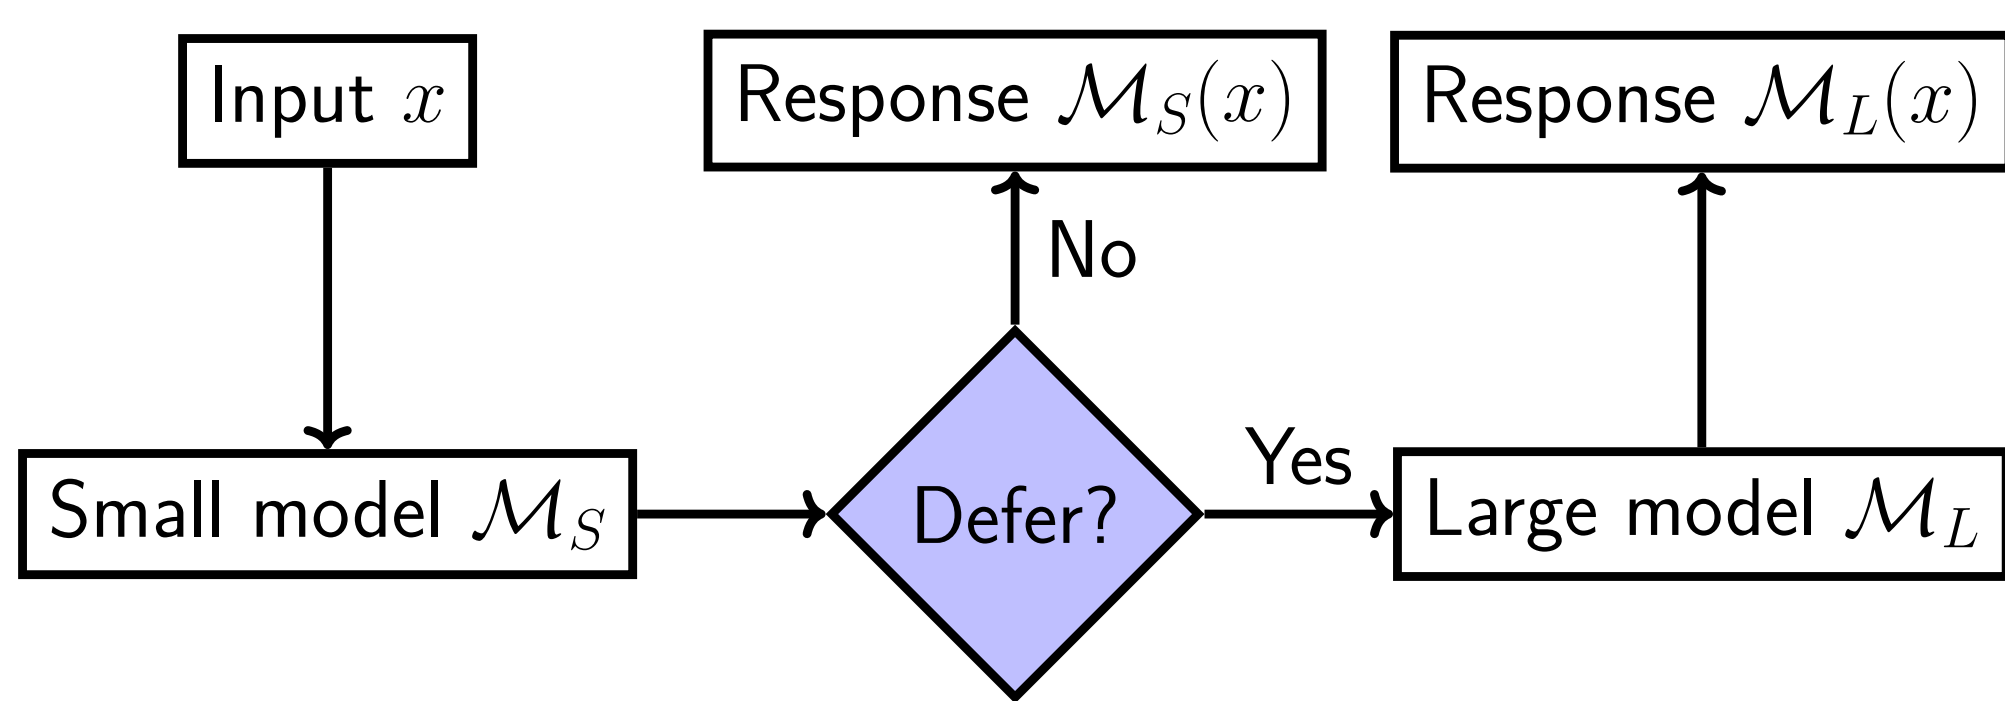 Input x
Response ℳ_S(x)
Response ℳ_L(x)
No
Yes
Small model ℳ_S
Defer?
Large model ℳ_L